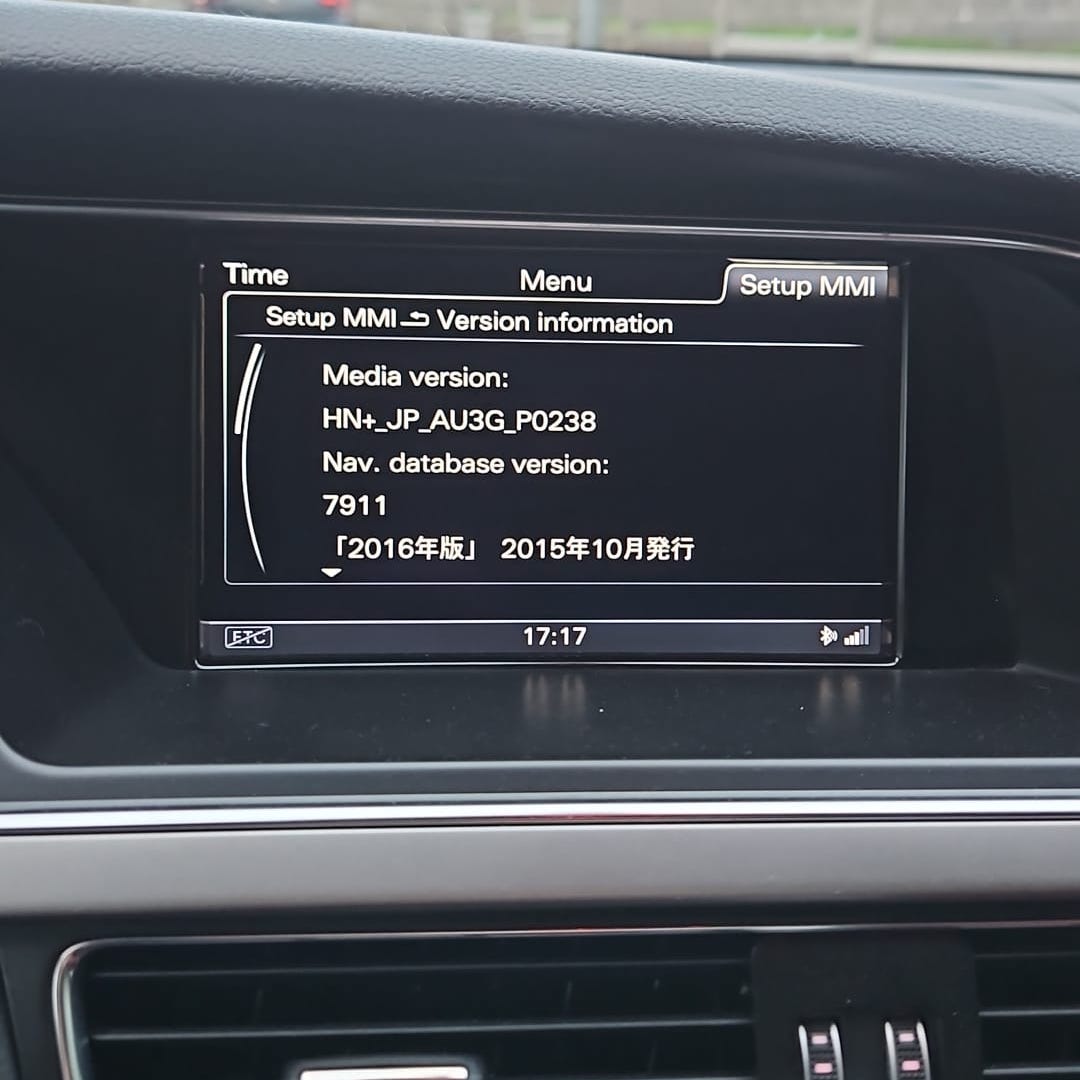 Time Menu Setup MMI
Setup MMI Version information
Media version:
HN+_JP_AU3G_P0238
Nav. database version:
7911
「2016年版」 2015年10月発行
ETC 17:17